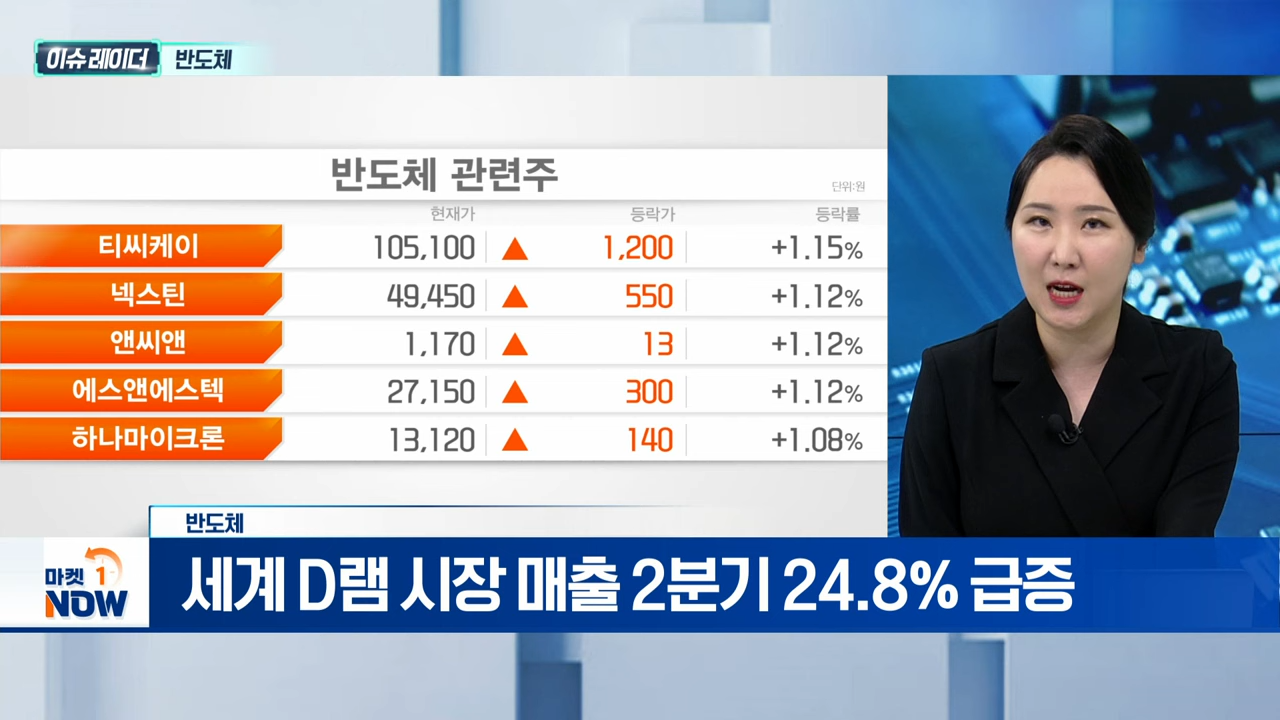 이슈 레이더 반도체
반도체 관련주
단위:원
현재가 등락가 등락률
티씨케이 105,100 ▲ 1,200 +1.15%
넥스틴 49,450 ▲ 550 +1.12%
앤씨앤 1,170 ▲ 13 +1.12%
에스앤에스텍 27,150 ▲ 300 +1.12%
하나마이크론 13,120 ▲ 140 +1.08%
반도체
마켓 1
NOW
세계 D램 시장 매출 2분기 24.8% 급증